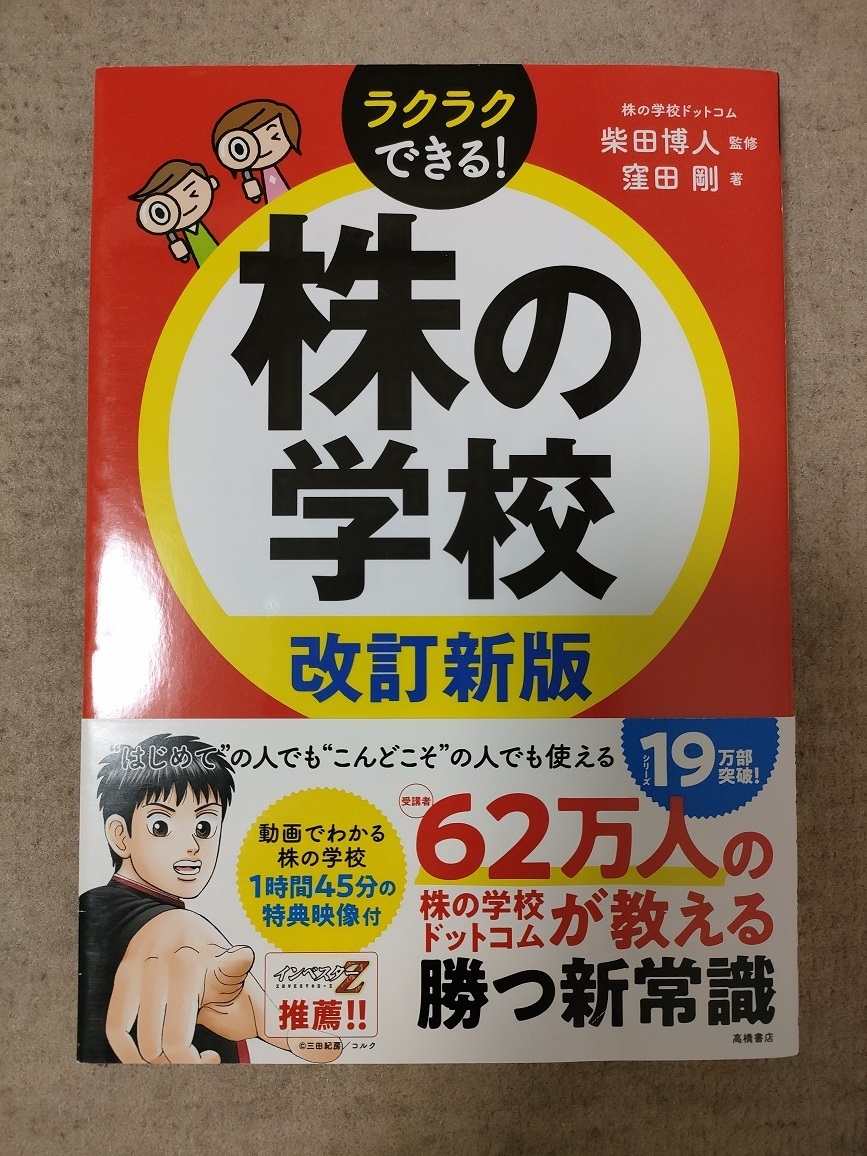 ラクラク
できる!
株の学校ドットコム
柴田博人 監修
窪田 剛 著
株の
学校
改訂新版
“はじめて”の人でも“こんどこそ”の人でも使える
シリーズ19万部突破!
動画でわかる
株の学校
1時間45分の
特典映像付
受講者62万人の
株の学校ドットコムが教える
勝つ新常識
インベスターZ
INVESTOR-Z
推薦!!
©三田紀房/コルク
高橋書店